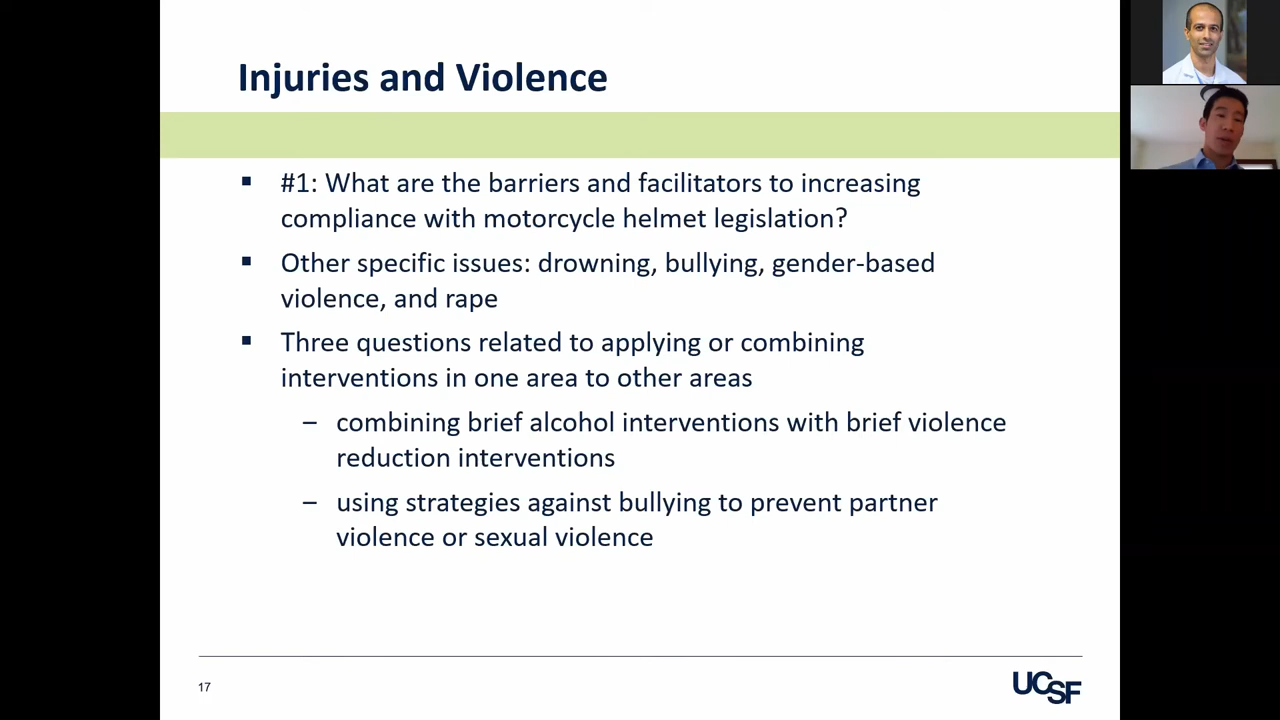 Injuries and Violence
▪ #1: What are the barriers and facilitators to increasing
compliance with motorcycle helmet legislation?
▪ Other specific issues: drowning, bullying, gender-based
violence, and rape
▪ Three questions related to applying or combining
interventions in one area to other areas
– combining brief alcohol interventions with brief violence
reduction interventions
– using strategies against bullying to prevent partner
violence or sexual violence
17
UCSF